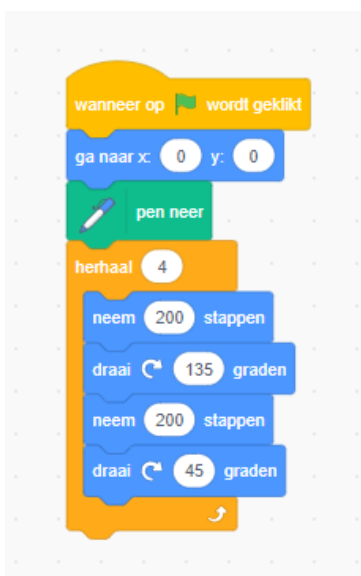 wanneer op wordt geklikt
ga naar x: 0 y: 0
pen neer
herhaal 4
neem 200 stappen
draai 135 graden
neem 200 stappen
draai 45 graden